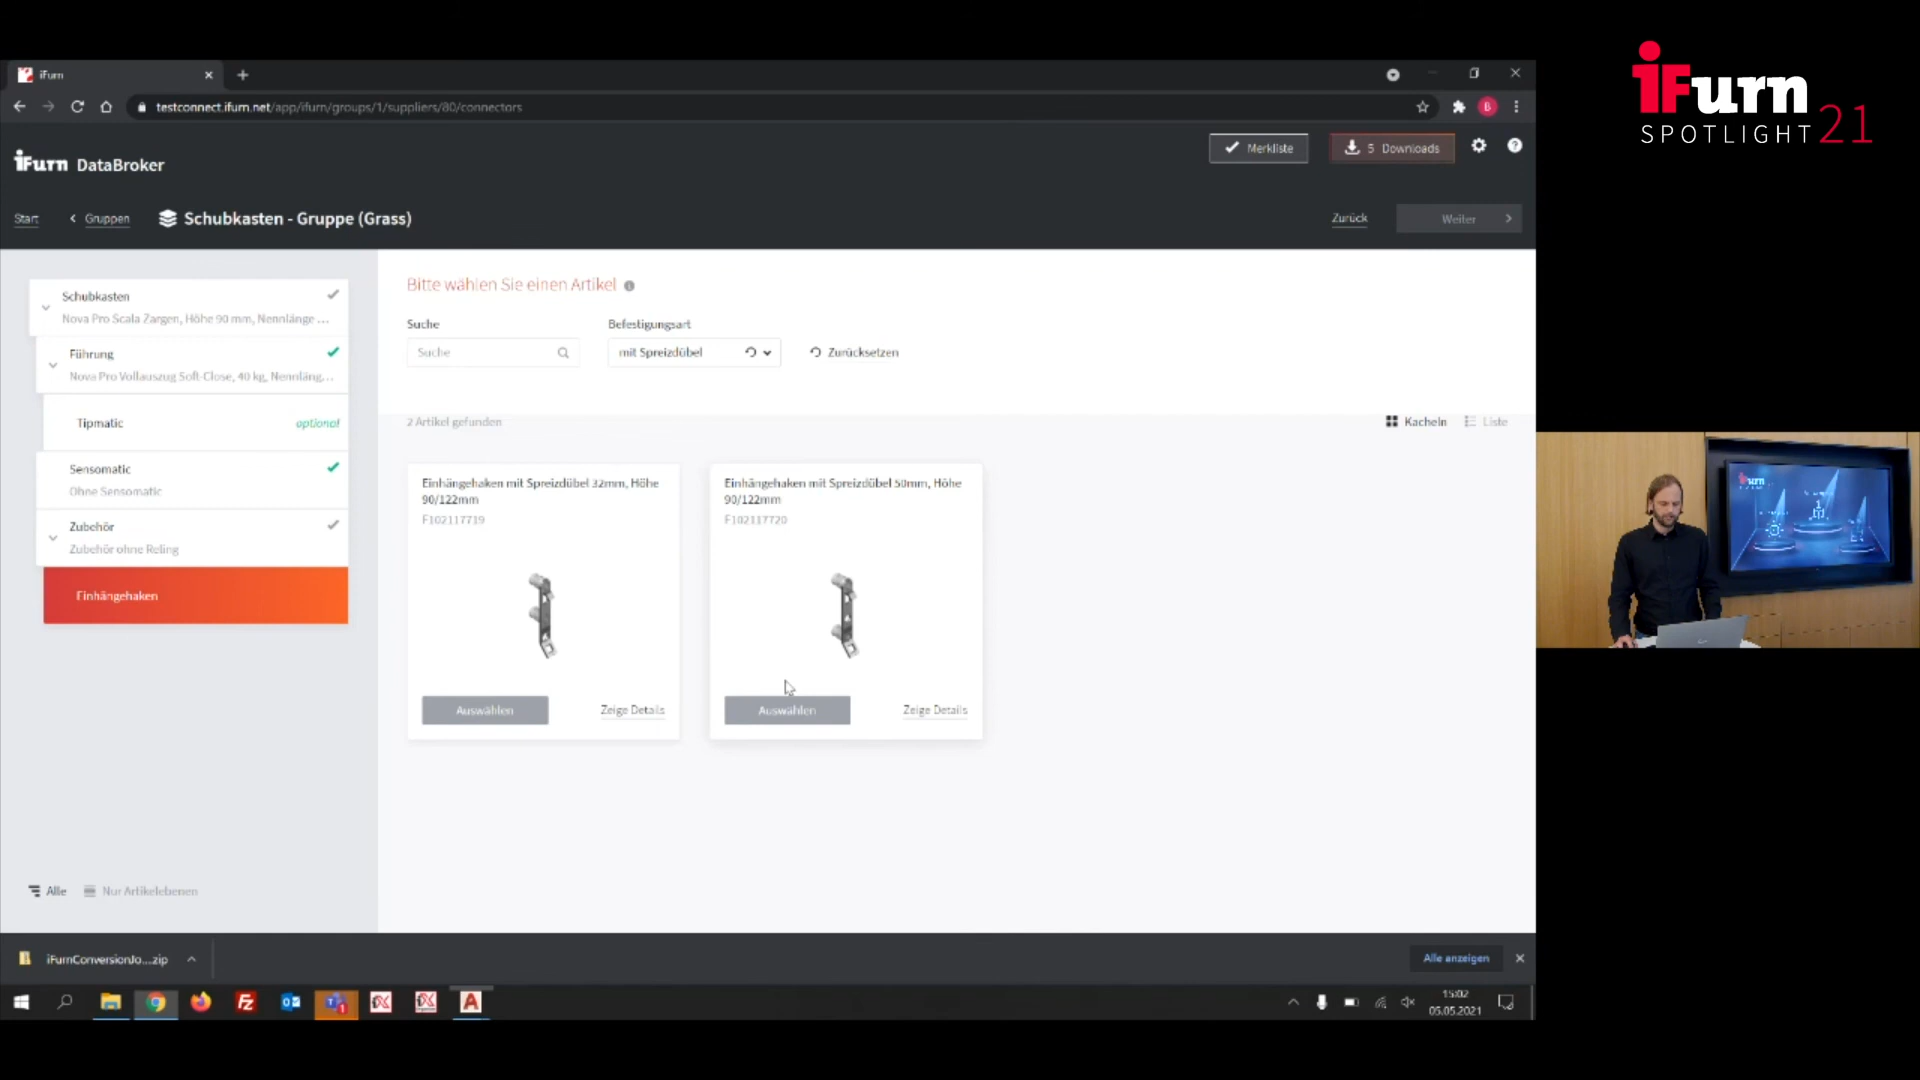 iFurn
SPOTLIGHT 21
iFurn
testconnect.ifurn.net/app/ifurn/groups/1/suppliers/80/connectors
B
iFurn DataBroker
Merkliste
5 Downloads
Start
Gruppen
Schubkasten - Gruppe (Grass)
Zurück
Weiter
Schubkasten
Nova Pro Scala Zargen, Höhe 90 mm, Nennlänge ...
Führung
Nova Pro Vollauszug Soft-Close, 40 kg, Nennläng...
Tipmatic
optional
Sensomatic
Ohne Sensomatic
Zubehör
Zubehör ohne Reling
Einhängehaken
Alle
Nur Artikelebenen
Bitte wählen Sie einen Artikel
Suche
Befestigungsart
Suche
mit Spreizdübel
Zurücksetzen
2 Artikel gefunden
Kacheln
Liste
Einhängehaken mit Spreizdübel 32mm, Höhe
90/122mm
F102117719
Auswählen
Zeige Details
Einhängehaken mit Spreizdübel 50mm, Höhe
90/122mm
F102117720
Auswählen
Zeige Details
iFurnConversionJo...zip
Alle anzeigen
15:02
05.05.2021